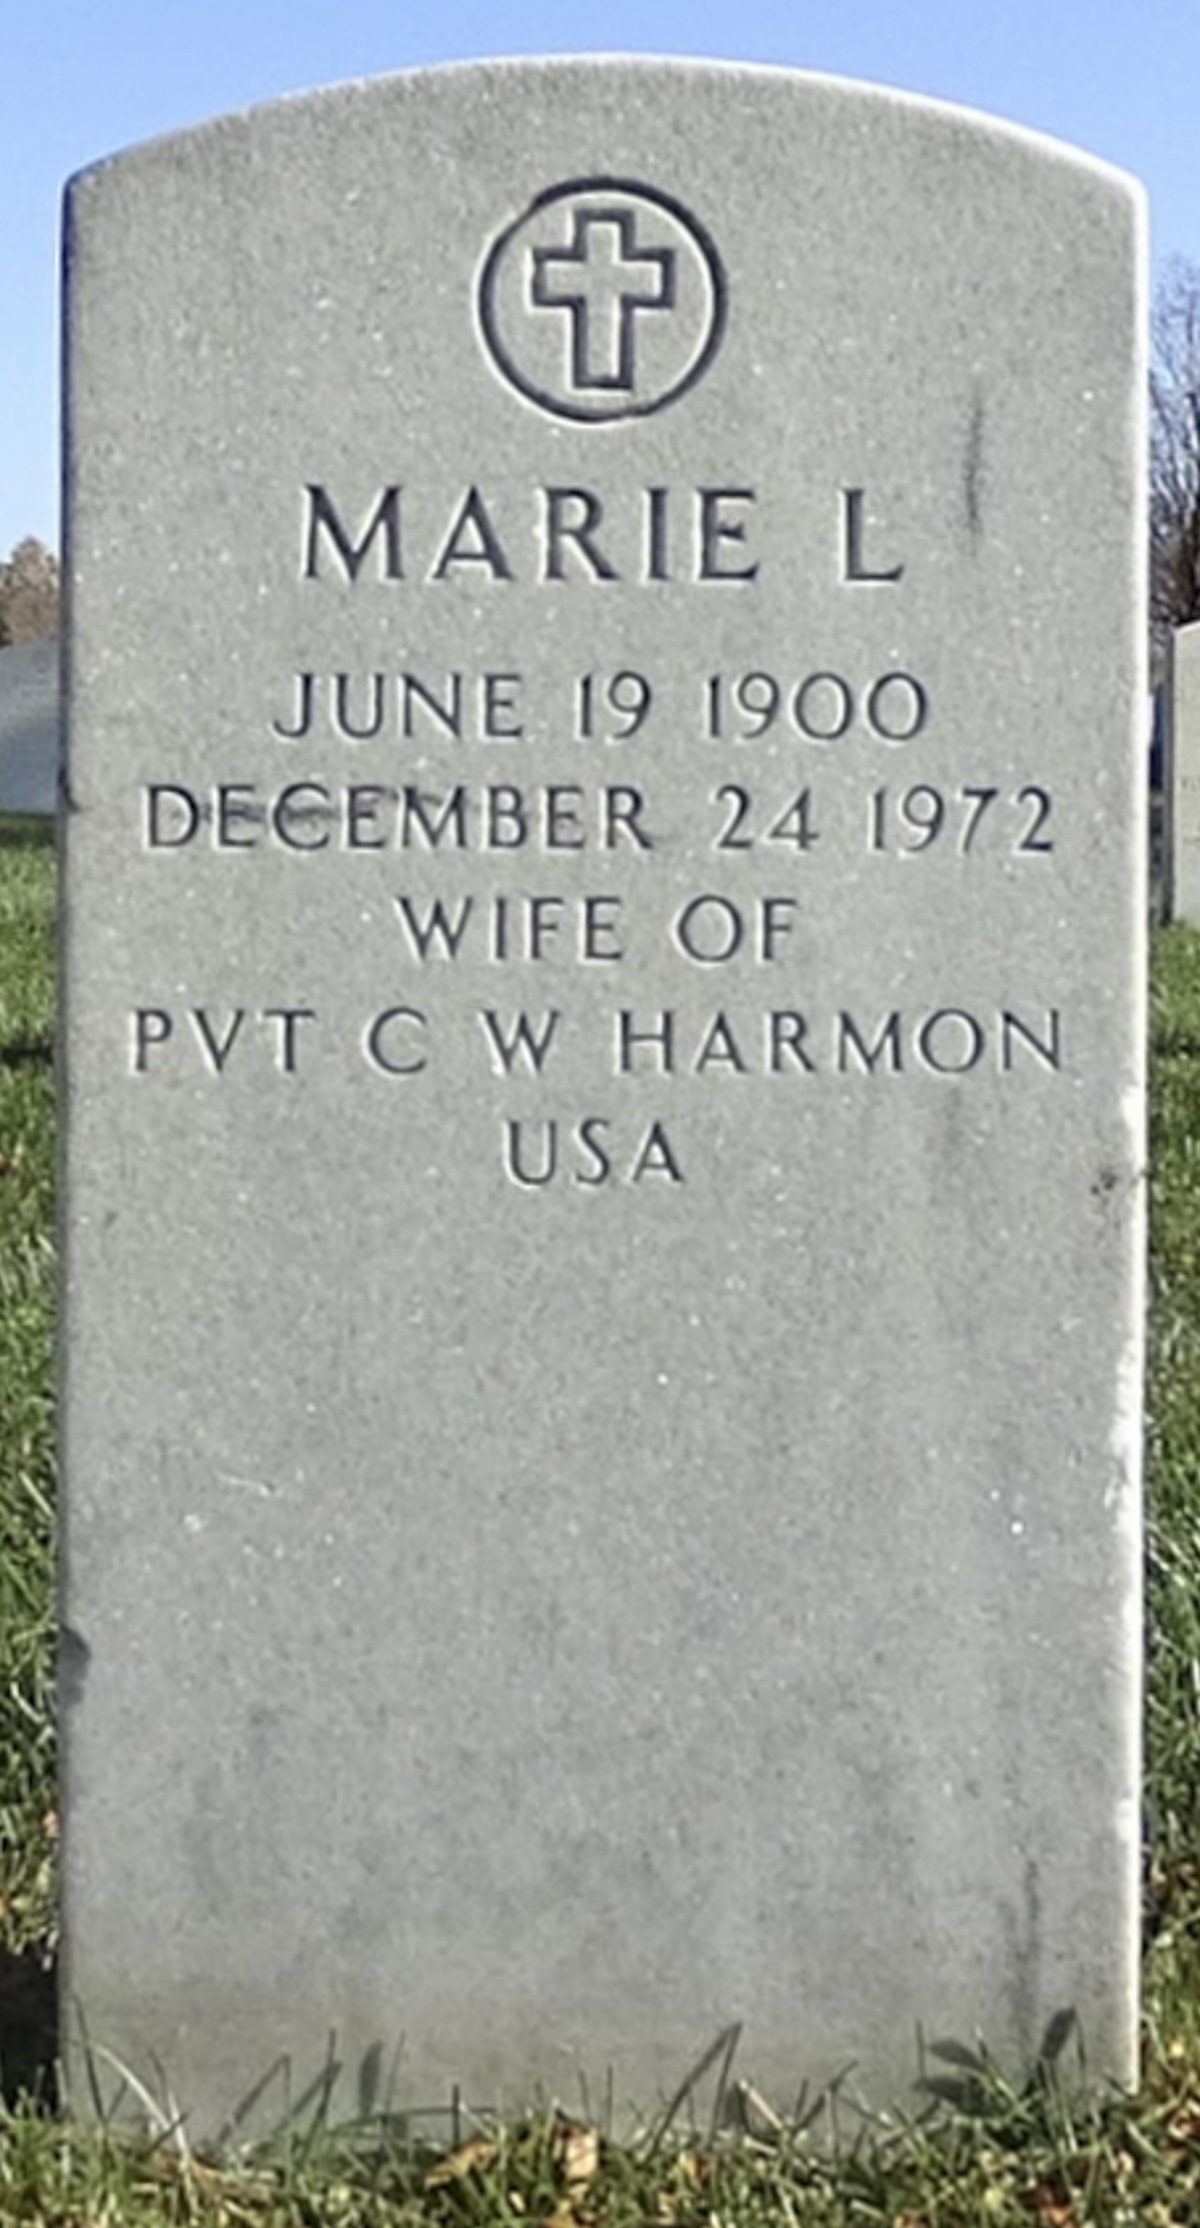 MARIE L
JUNE 19 1900
DECEMBER 24 1972
WIFE OF
PVT C W HARMON
USA